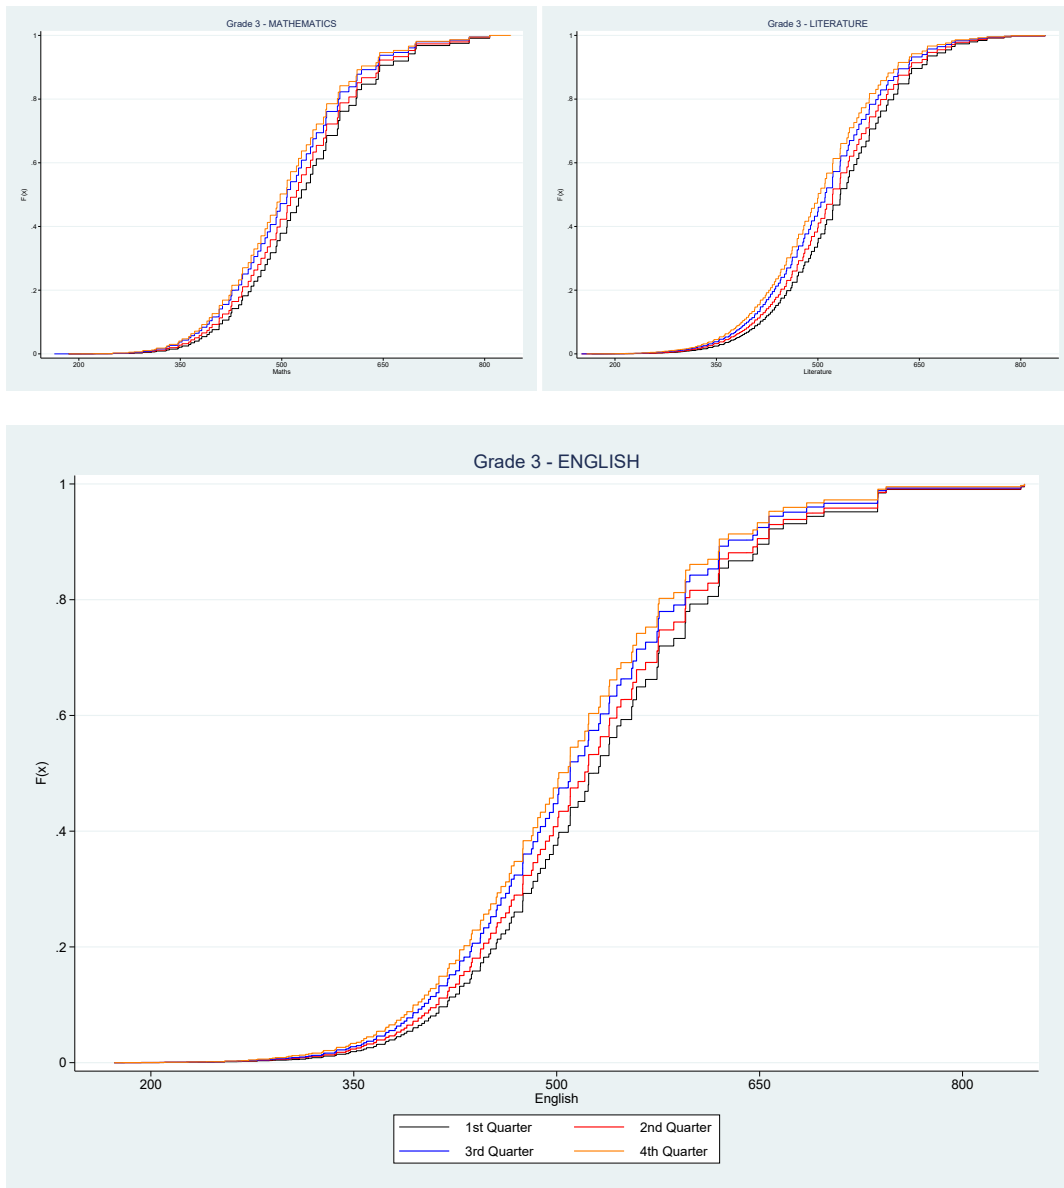 Grade 3 - MATHEMATICS
1
.8
.6
.4
.2
0
F(x)
200 350 500 650 800
Maths
Grade 3 - LITERATURE
1
.8
.6
.4
.2
0
F(x)
200 350 500 650 800
Literature
Grade 3 - ENGLISH
1
.8
.6
.4
.2
0
F(x)
200 350 500 650 800
English
1st Quarter 2nd Quarter
3rd Quarter 4th Quarter